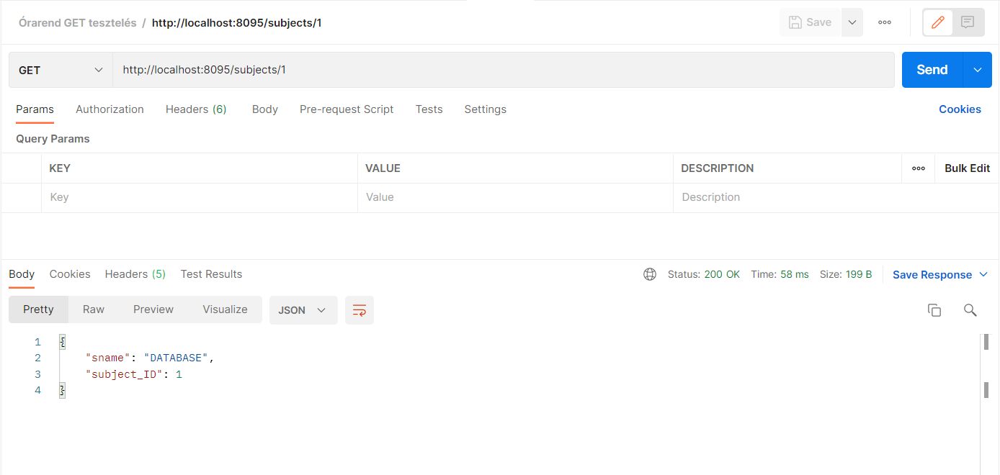 Órarend GET tesztelés / http://localhost:8095/subjects/1 Save
GET http://localhost:8095/subjects/1 Send
Params Authorization Headers (6) Body Pre-request Script Tests Settings Cookies
Query Params
KEY VALUE DESCRIPTION Bulk Edit
Key Value Description
Body Cookies Headers (5) Test Results Status: 200 OK Time: 58 ms Size: 199 B Save Response
Pretty Raw Preview Visualize JSON
1 {
2 "sname": "DATABASE",
3 "subject_ID": 1
4 }